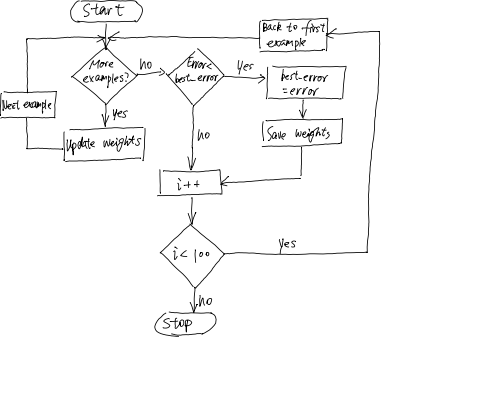 Start
Back to first
example
More
examples?
no
Error<
best_error
yes
best_error
=error
Next example
yes
Update weights
no
Save weights
i++
i<100
yes
no
Stop